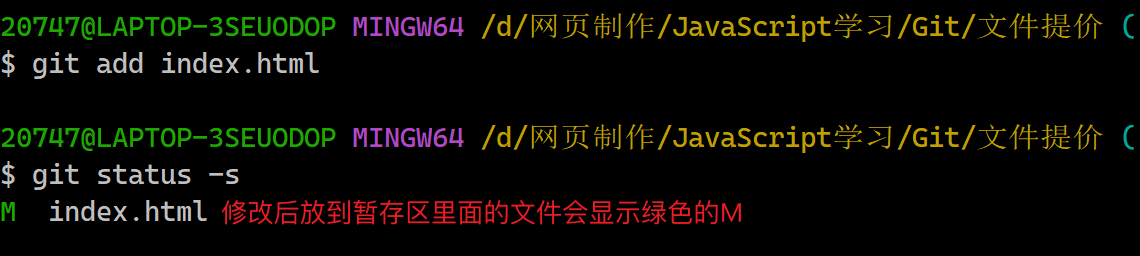 20747@LAPTOP-3SEUODOP MINGW64 /d/网页制作/JavaScript学习/Git/文件提价 (
$ git add index.html
20747@LAPTOP-3SEUODOP MINGW64 /d/网页制作/JavaScript学习/Git/文件提价 (
$ git status -s
M  index.html 修改后放到暂存区里面的文件会显示绿色的M